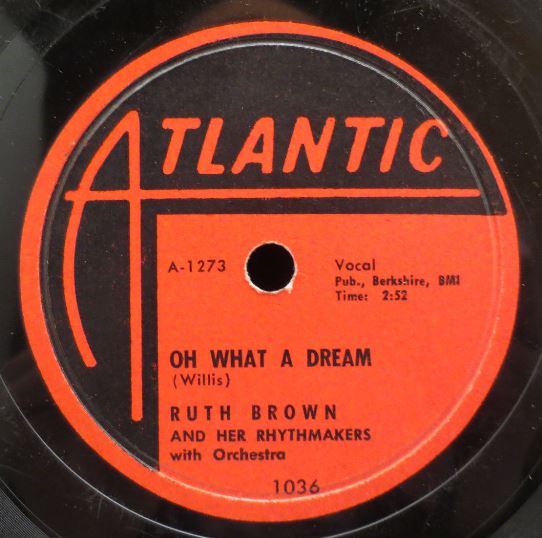 ATLANTIC
A-1273
Vocal
Pub., Berkshire, BMI
Time: 2:52
OH WHAT A DREAM
(Willis)
RUTH BROWN
AND HER RHYTHMAKERS
with Orchestra
1036